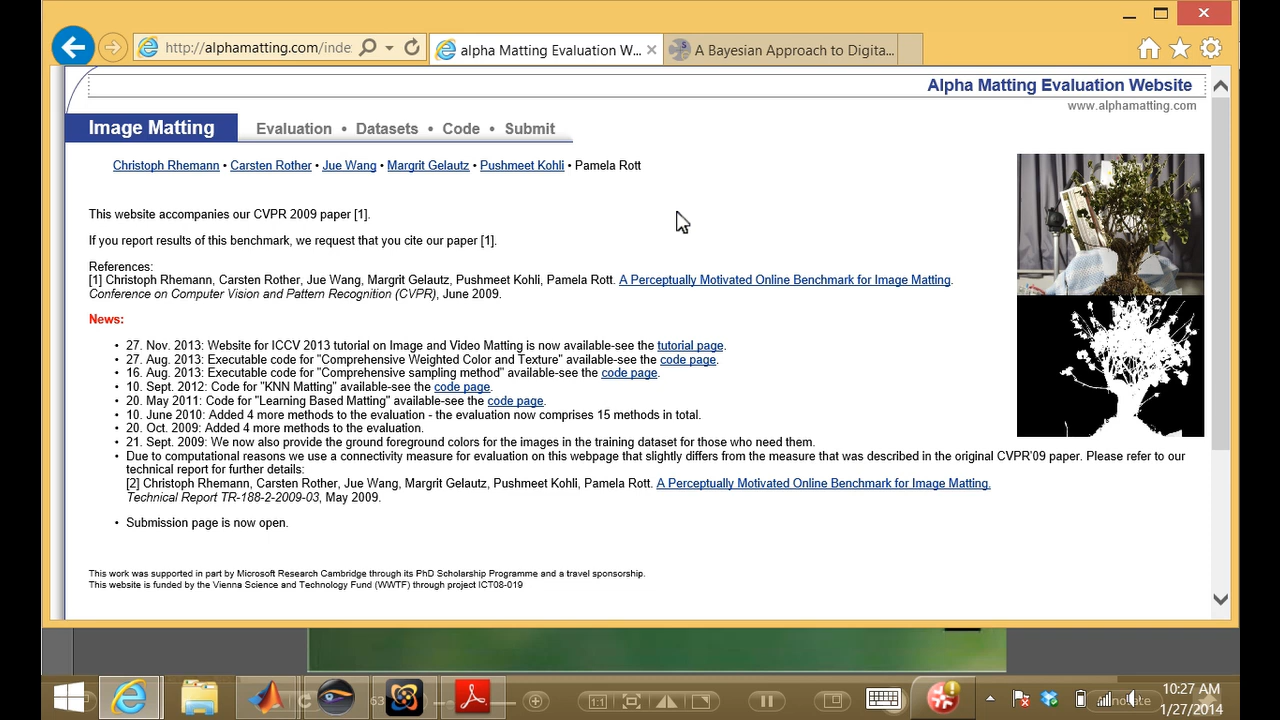 http://alphamatting.com/inde
alpha Matting Evaluation W...
A Bayesian Approach to Digita...
Alpha Matting Evaluation Website
www.alphamatting.com
Image Matting
Evaluation • Datasets • Code • Submit
Christoph Rhemann • Carsten Rother • Jue Wang • Margrit Gelautz • Pushmeet Kohli • Pamela Rott
This website accompanies our CVPR 2009 paper [1].
If you report results of this benchmark, we request that you cite our paper [1].
References:
[1] Christoph Rhemann, Carsten Rother, Jue Wang, Margrit Gelautz, Pushmeet Kohli, Pamela Rott. A Perceptually Motivated Online Benchmark for Image Matting.
Conference on Computer Vision and Pattern Recognition (CVPR), June 2009.
News:
• 27. Nov. 2013: Website for ICCV 2013 tutorial on Image and Video Matting is now available-see the tutorial page.
• 27. Aug. 2013: Executable code for "Comprehensive Weighted Color and Texture" available-see the code page.
• 16. Aug. 2013: Executable code for "Comprehensive sampling method" available-see the code page.
• 10. Sept. 2012: Code for "KNN Matting" available-see the code page.
• 20. May 2011: Code for "Learning Based Matting" available-see the code page.
• 10. June 2010: Added 4 more methods to the evaluation - the evaluation now comprises 15 methods in total.
• 20. Oct. 2009: Added 4 more methods to the evaluation.
• 21. Sept. 2009: We now also provide the ground foreground colors for the images in the training dataset for those who need them.
• Due to computational reasons we use a connectivity measure for evaluation on this webpage that slightly differs from the measure that was described in the original CVPR'09 paper. Please refer to our
technical report for further details:
[2] Christoph Rhemann, Carsten Rother, Jue Wang, Margrit Gelautz, Pushmeet Kohli, Pamela Rott. A Perceptually Motivated Online Benchmark for Image Matting.
Technical Report TR-188-2-2009-03, May 2009.
• Submission page is now open.
This work was supported in part by Microsoft Research Cambridge through its PhD Scholarship Programme and a travel sponsorship.
This website is funded by the Vienna Science and Technology Fund (WWTF) through project ICT08-019
63
1:1
10:27 AM
1/27/2014